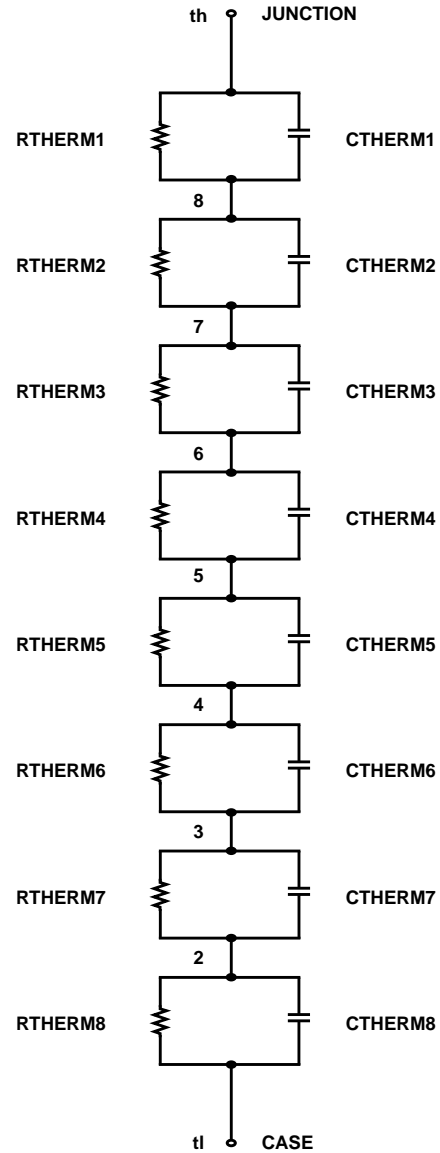 th JUNCTION
RTHERM1 CTHERM1
8
RTHERM2 CTHERM2
7
RTHERM3 CTHERM3
6
RTHERM4 CTHERM4
5
RTHERM5 CTHERM5
4
RTHERM6 CTHERM6
3
RTHERM7 CTHERM7
2
RTHERM8 CTHERM8
tl CASE